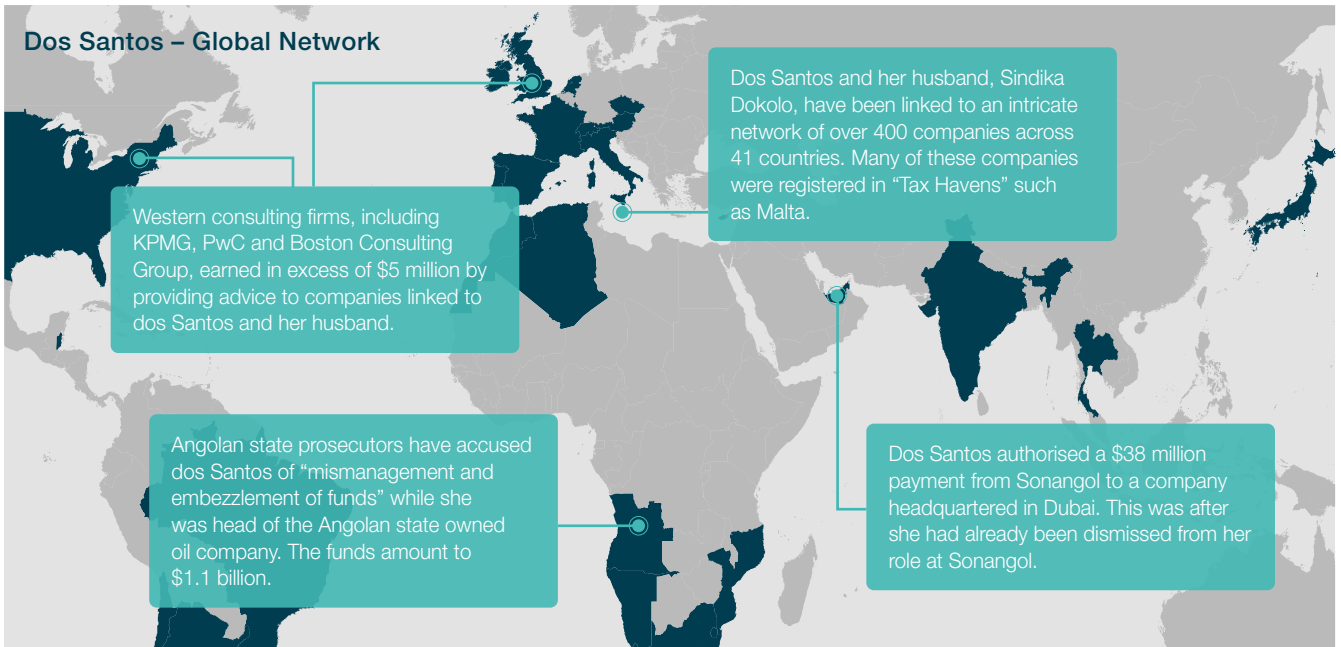 Dos Santos – Global Network
Dos Santos and her husband, Sindika
Dokolo, have been linked to an intricate
network of over 400 companies across
41 countries. Many of these companies
were registered in “Tax Havens” such
as Malta.
Western consulting firms, including
KPMG, PwC and Boston Consulting
Group, earned in excess of $5 million by
providing advice to companies linked to
dos Santos and her husband.
Angolan state prosecutors have accused
dos Santos of “mismanagement and
embezzlement of funds” while she
was head of the Angolan state owned
oil company. The funds amount to
$1.1 billion.
Dos Santos authorised a $38 million
payment from Sonangol to a company
headquartered in Dubai. This was after
she had already been dismissed from her
role at Sonangol.